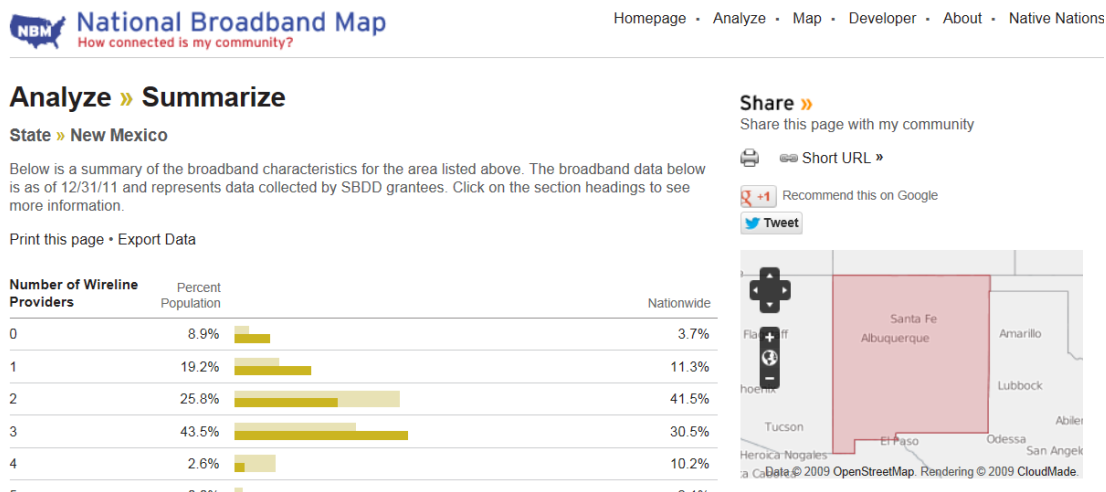 NBM
National Broadband Map
How connected is my community?
Homepage • Analyze • Map • Developer • About • Native Nations
Analyze » Summarize
State » New Mexico
Below is a summary of the broadband characteristics for the area listed above. The broadband data below
is as of 12/31/11 and represents data collected by SBDD grantees. Click on the section headings to see
more information.
Print this page • Export Data
Number of Wireline Providers Percent Population Nationwide
0 8.9% 3.7%
1 19.2% 11.3%
2 25.8% 41.5%
3 43.5% 30.5%
4 2.6% 10.2%
Share »
Share this page with my community
Short URL »
g +1 Recommend this on Google
Tweet
Santa Fe
Albuquerque
Amarillo
Lubbock
Tucson
El Paso
Odessa
Heroica Nogales
Data © 2009 OpenStreetMap. Rendering © 2009 CloudMade.